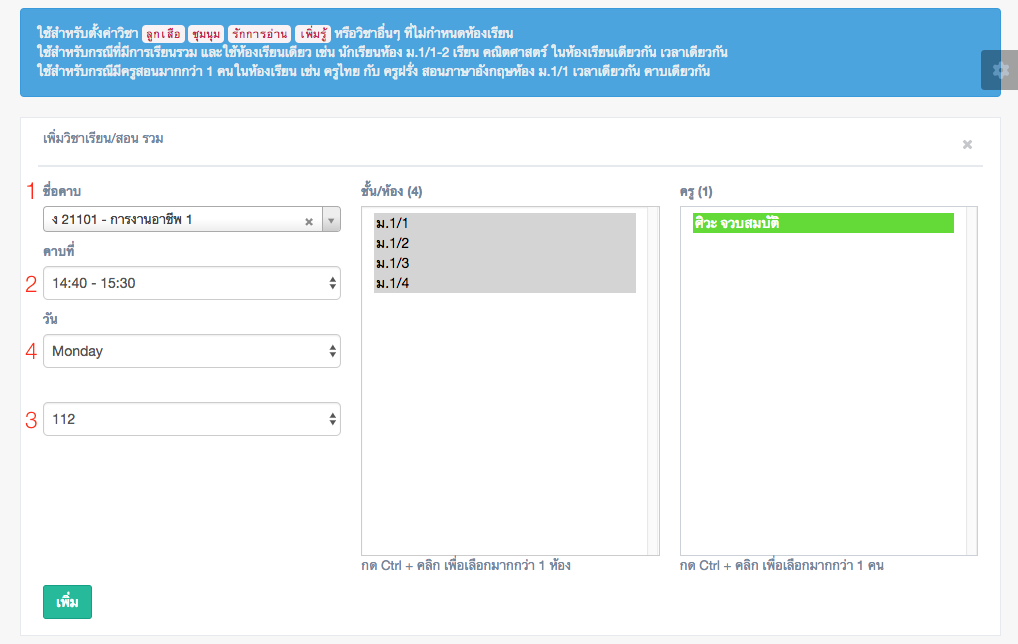 ใช้สำหรับตั้งค่าวิชา ลูกเสือ ชุมนุม รักการอ่าน เพิ่มรู้ หรือวิชาอื่นๆ ที่ไม่กำหนดห้องเรียน
ใช้สำหรับกรณีที่มีการเรียนรวม และใช้ห้องเรียนเดียว เช่น นักเรียนห้อง ม.1/1-2 เรียน คณิตศาสตร์ ในห้องเรียนเดียวกัน เวลาเดียวกัน
ใช้สำหรับกรณีมีครูสอนมากกว่า 1 คนในห้องเรียน เช่น ครูไทย กับ ครูฝรั่ง สอนภาษาอังกฤษห้อง ม.1/1 เวลาเดียวกัน คาบเดียวกัน
เพิ่มวิชาเรียน/สอน รวม
1 ชื่อคาบ
ง 21101 - การงานอาชีพ 1
คาบที่
2 14:40 - 15:30
วัน
4 Monday
3 112
เพิ่ม
ชั้น/ห้อง (4)
ม.1/1
ม.1/2
ม.1/3
ม.1/4
กด Ctrl + คลิก เพื่อเลือกมากกว่า 1 ห้อง
ครู (1)
ศิวะ จวบสมบัติ
กด Ctrl + คลิก เพื่อเลือกมากกว่า 1 คน